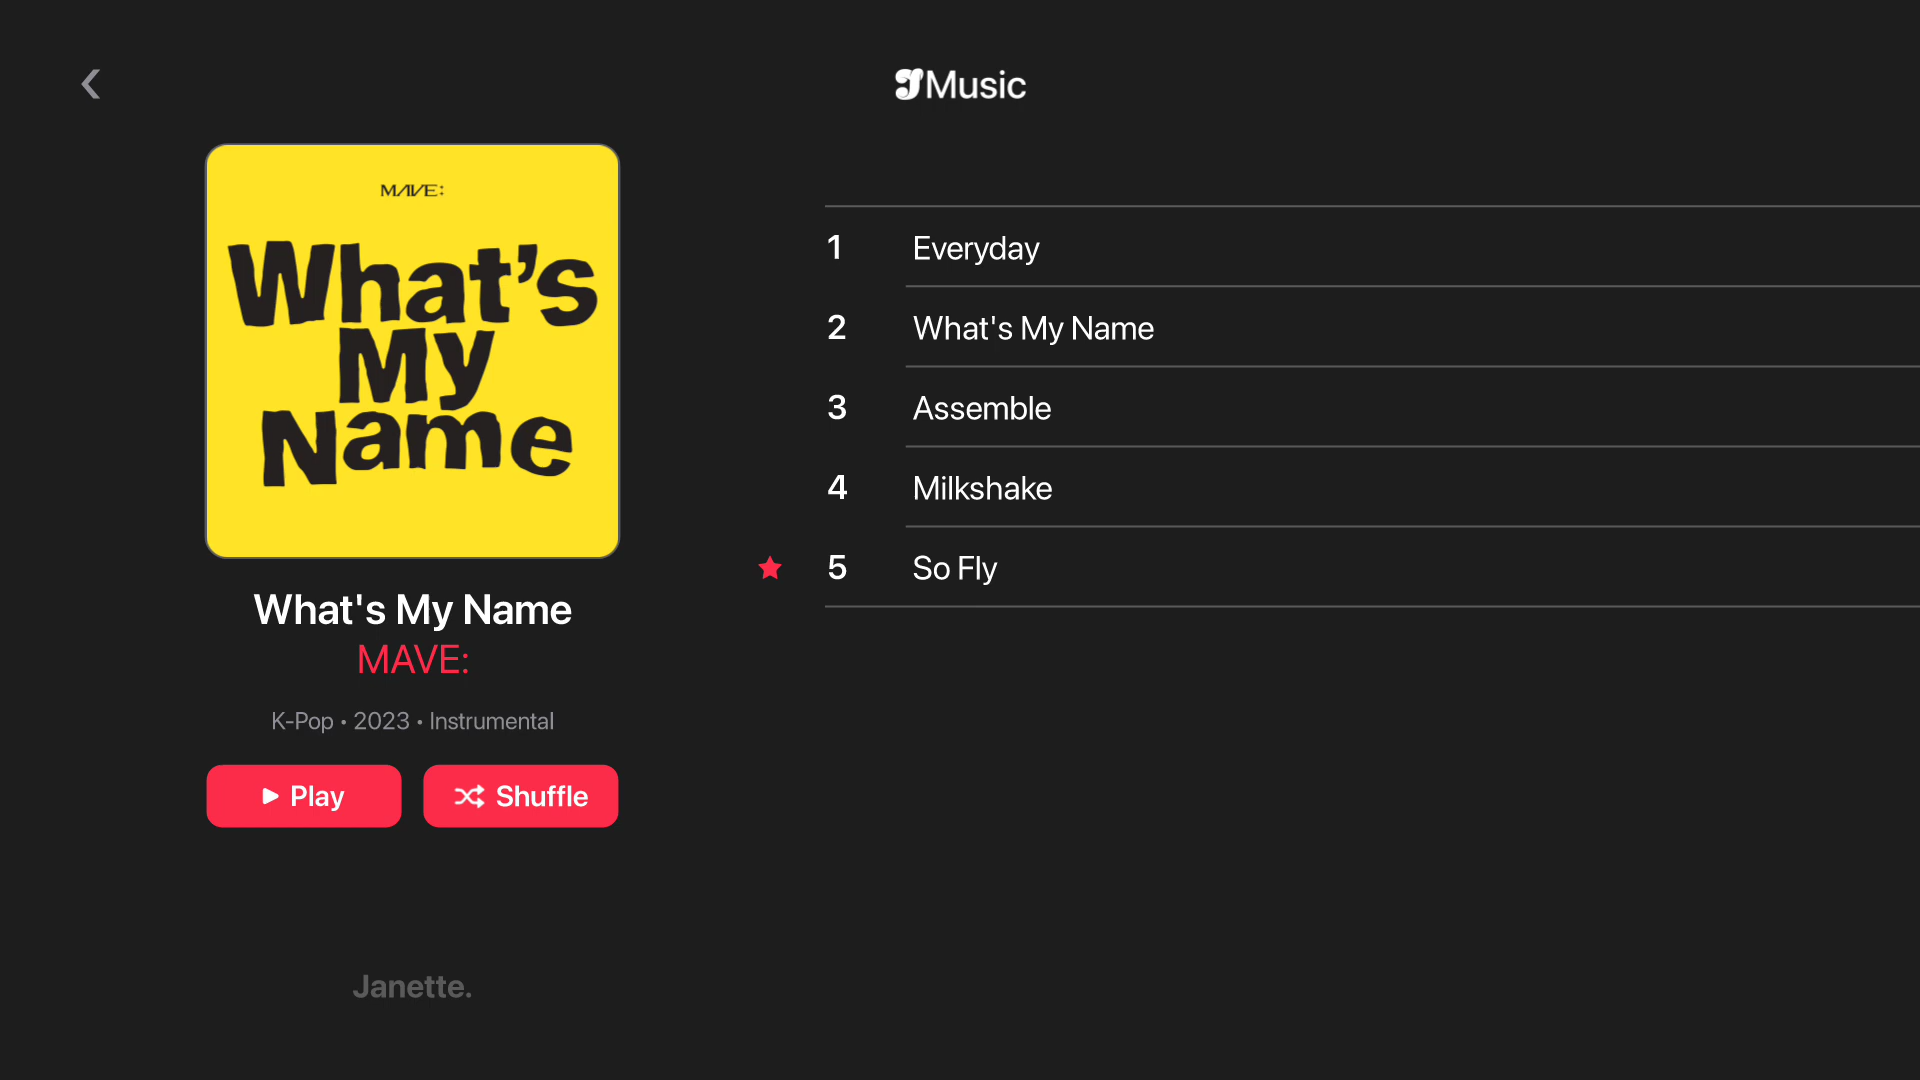 Music
MAVE:
What's
My
Name
What's My Name
MAVE:
K-Pop • 2023 • Instrumental
Play
Shuffle
Janette.
1 Everyday
2 What's My Name
3 Assemble
4 Milkshake
5 So Fly